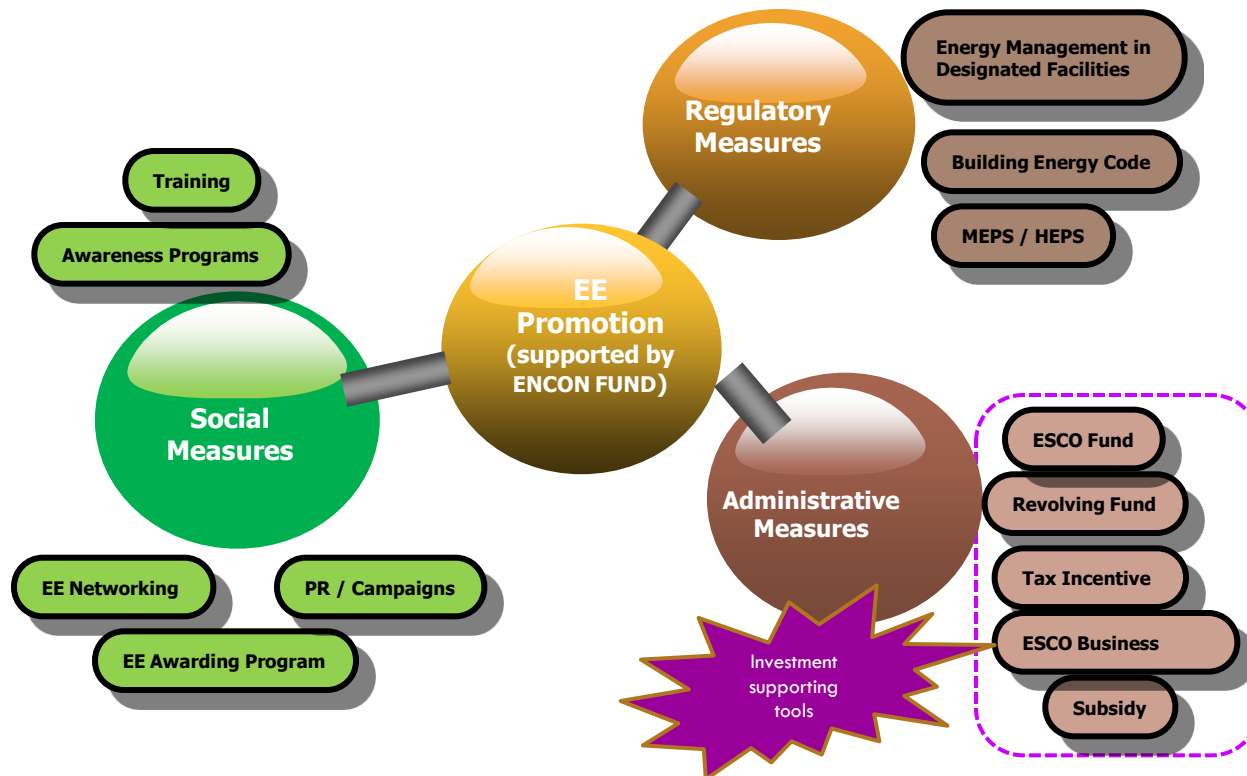 Energy Management in
Designated Facilities
Regulatory
Measures
Building Energy Code
MEPS / HEPS
Training
Awareness Programs
EE
Promotion
(supported by
ENCON FUND)
Social
Measures
EE Networking
PR / Campaigns
EE Awarding Program
Administrative
Measures
ESCO Fund
Revolving Fund
Tax Incentive
ESCO Business
Subsidy
Investment
supporting
tools